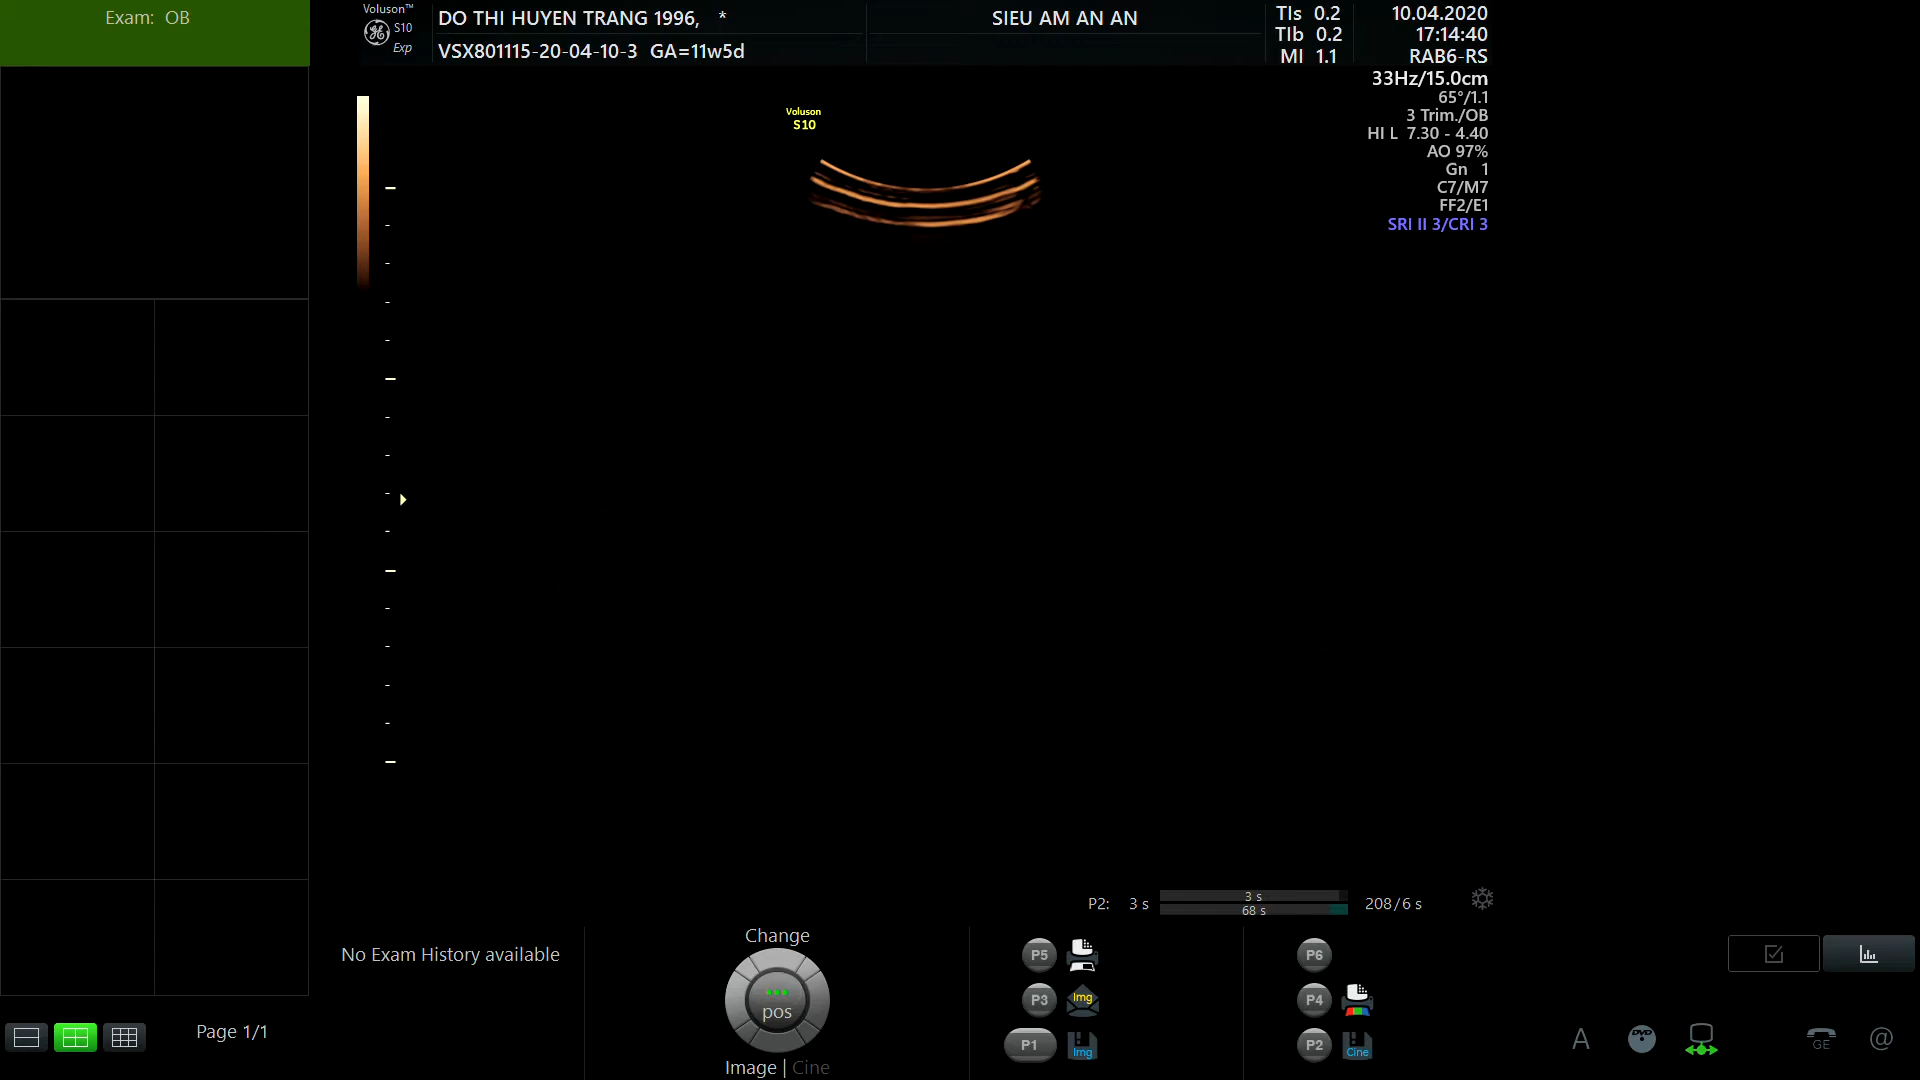 Exam: OB
Voluson™
S10
Exp
DO THI HUYEN TRANG 1996, *
VSX801115-20-04-10-3 GA=11w5d
SIEU AM AN AN
TIs 0.2
TIb 0.2
MI 1.1
10.04.2020
17:14:40
RAB6-RS
33Hz/15.0cm
65°/1.1
3 Trim./OB
HI L 7.30 - 4.40
AO 97%
Gn 1
C7/M7
FF2/E1
SRI II 3/CRI 3
Voluson
S10
P2: 3 s
3 s
68 s
208/6 s
No Exam History available
Change
pos
Image | Cine
P5
P3
Img
P1
Img
P6
P4
P2
Cine
Page 1/1
A
DVD
GE
@